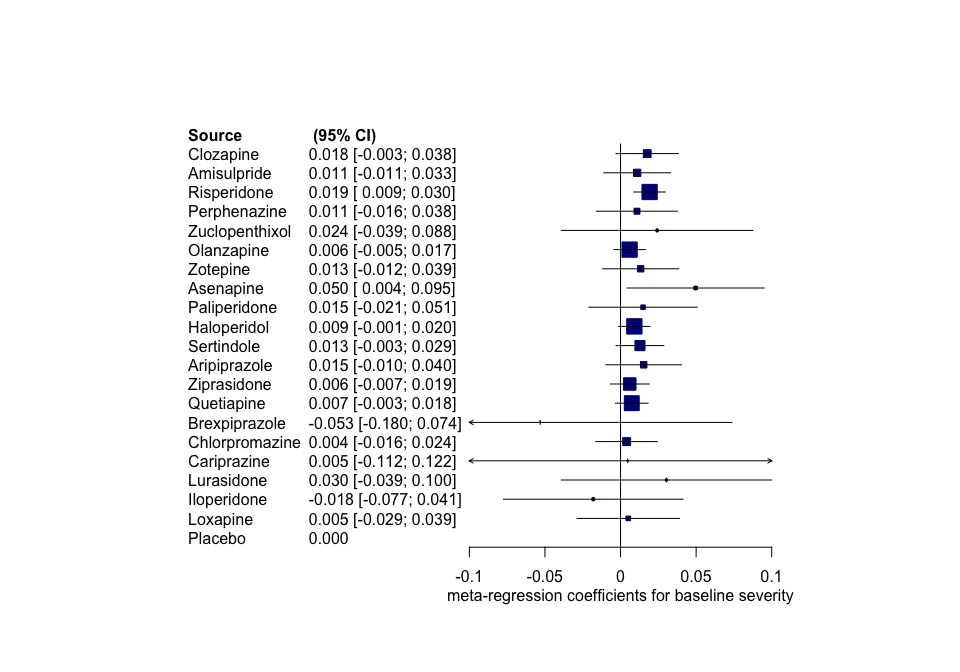 Source (95% CI)
Clozapine 0.018 [-0.003; 0.038]
Amisulpride 0.011 [-0.011; 0.033]
Risperidone 0.019 [ 0.009; 0.030]
Perphenazine 0.011 [-0.016; 0.038]
Zuclopenthixol 0.024 [-0.039; 0.088]
Olanzapine 0.006 [-0.005; 0.017]
Zotepine 0.013 [-0.012; 0.039]
Asenapine 0.050 [ 0.004; 0.095]
Paliperidone 0.015 [-0.021; 0.051]
Haloperidol 0.009 [-0.001; 0.020]
Sertindole 0.013 [-0.003; 0.029]
Aripiprazole 0.015 [-0.010; 0.040]
Ziprasidone 0.006 [-0.007; 0.019]
Quetiapine 0.007 [-0.003; 0.018]
Brexpiprazole -0.053 [-0.180; 0.074]
Chlorpromazine 0.004 [-0.016; 0.024]
Cariprazine 0.005 [-0.112; 0.122]
Lurasidone 0.030 [-0.039; 0.100]
Iloperidone -0.018 [-0.077; 0.041]
Loxapine 0.005 [-0.029; 0.039]
Placebo 0.000
-0.1 -0.05 0 0.05 0.1
meta-regression coefficients for baseline severity